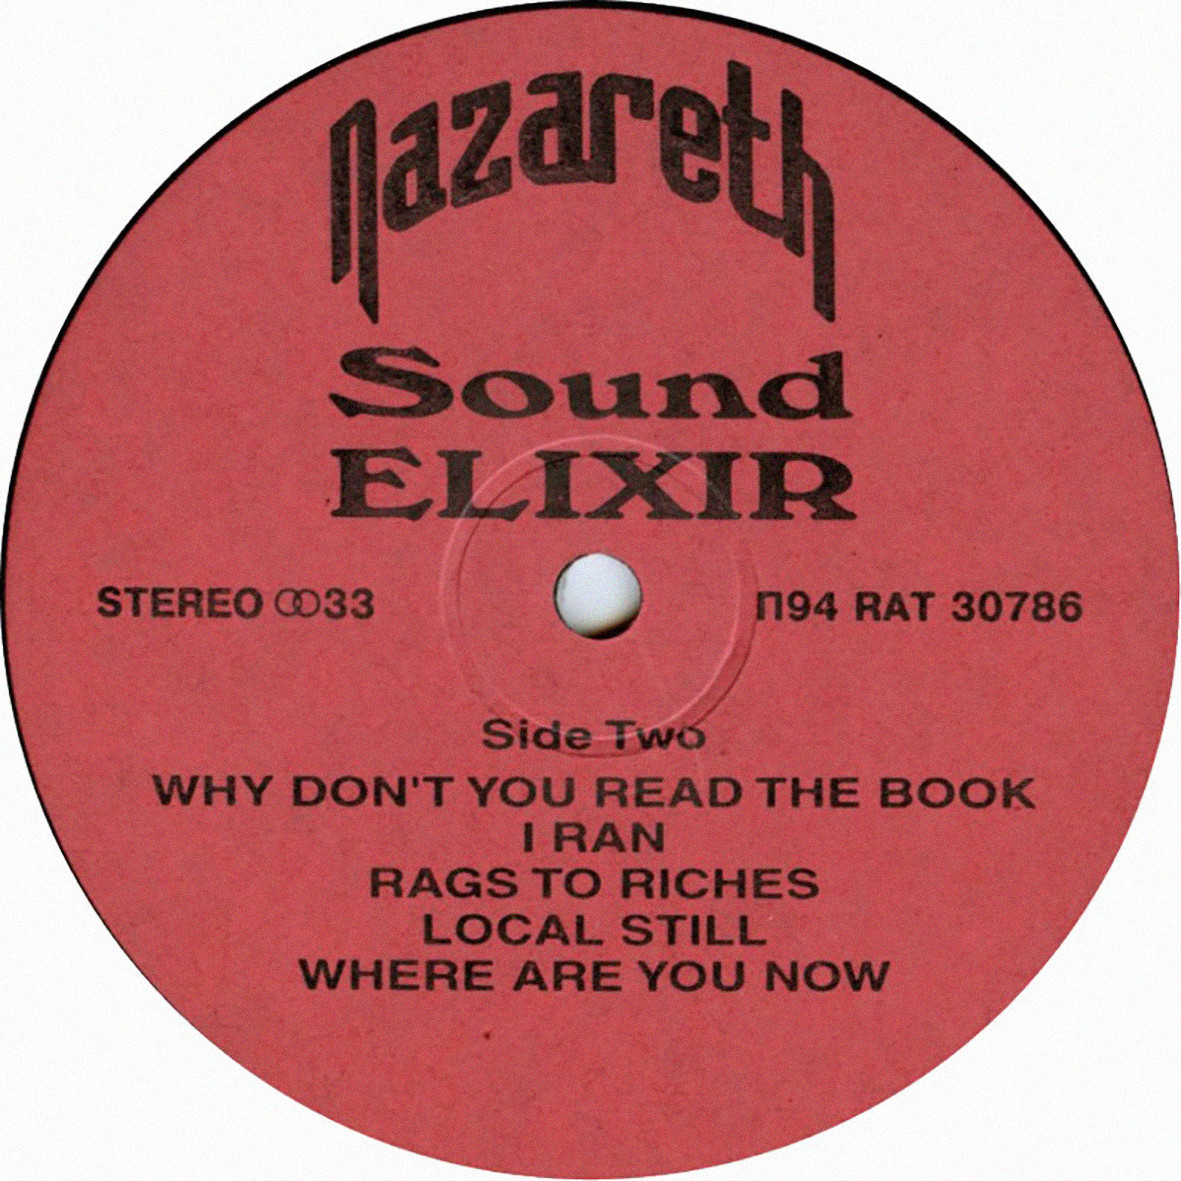 Nazareth
Sound
ELIXIR
STEREO 33
П94 RAT 30786
Side Two
WHY DON'T YOU READ THE BOOK
I RAN
RAGS TO RICHES
LOCAL STILL
WHERE ARE YOU NOW